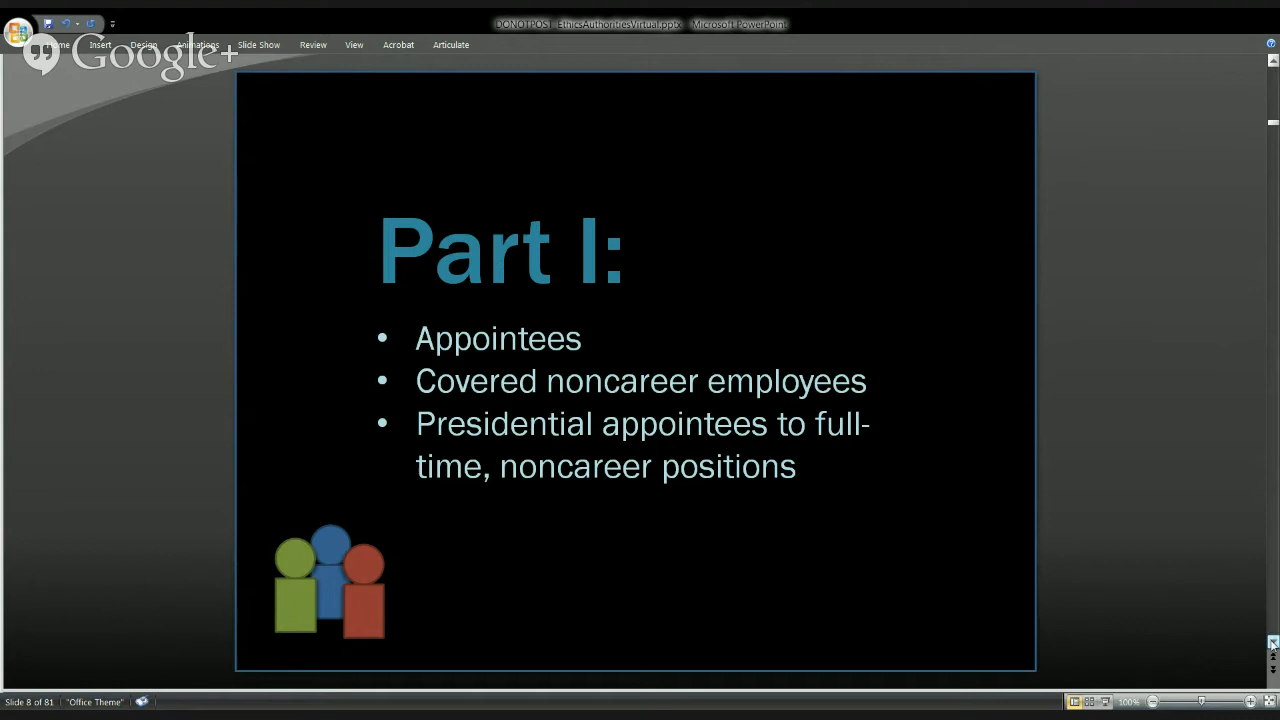 DONOTPOST_EthicsAuthoritiesVirtual.pptx - Microsoft PowerPoint
Home Insert Design Animations Slide Show Review View Acrobat Articulate
Google+
Part I:
• Appointees
• Covered noncareer employees
• Presidential appointees to full-
time, noncareer positions
Slide 8 of 81 "Office Theme" 100%